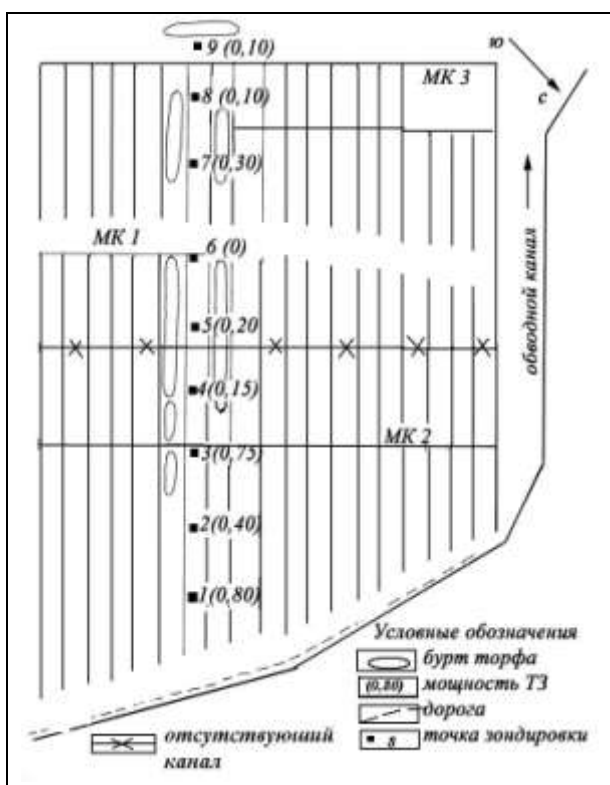 9 (0,10)
ю
с
МК 3
8 (0,10)
7(0,30)
обводной канал
МК 1
6 (0)
5(0,20
4(0,15)
МК 2
3(0,75)
2(0,40)
1(0,80)
Условные обозначения
бурт торфа
(0,80) мощность ТЗ
дорога
8 точка зондировки
отсутствующий
канал